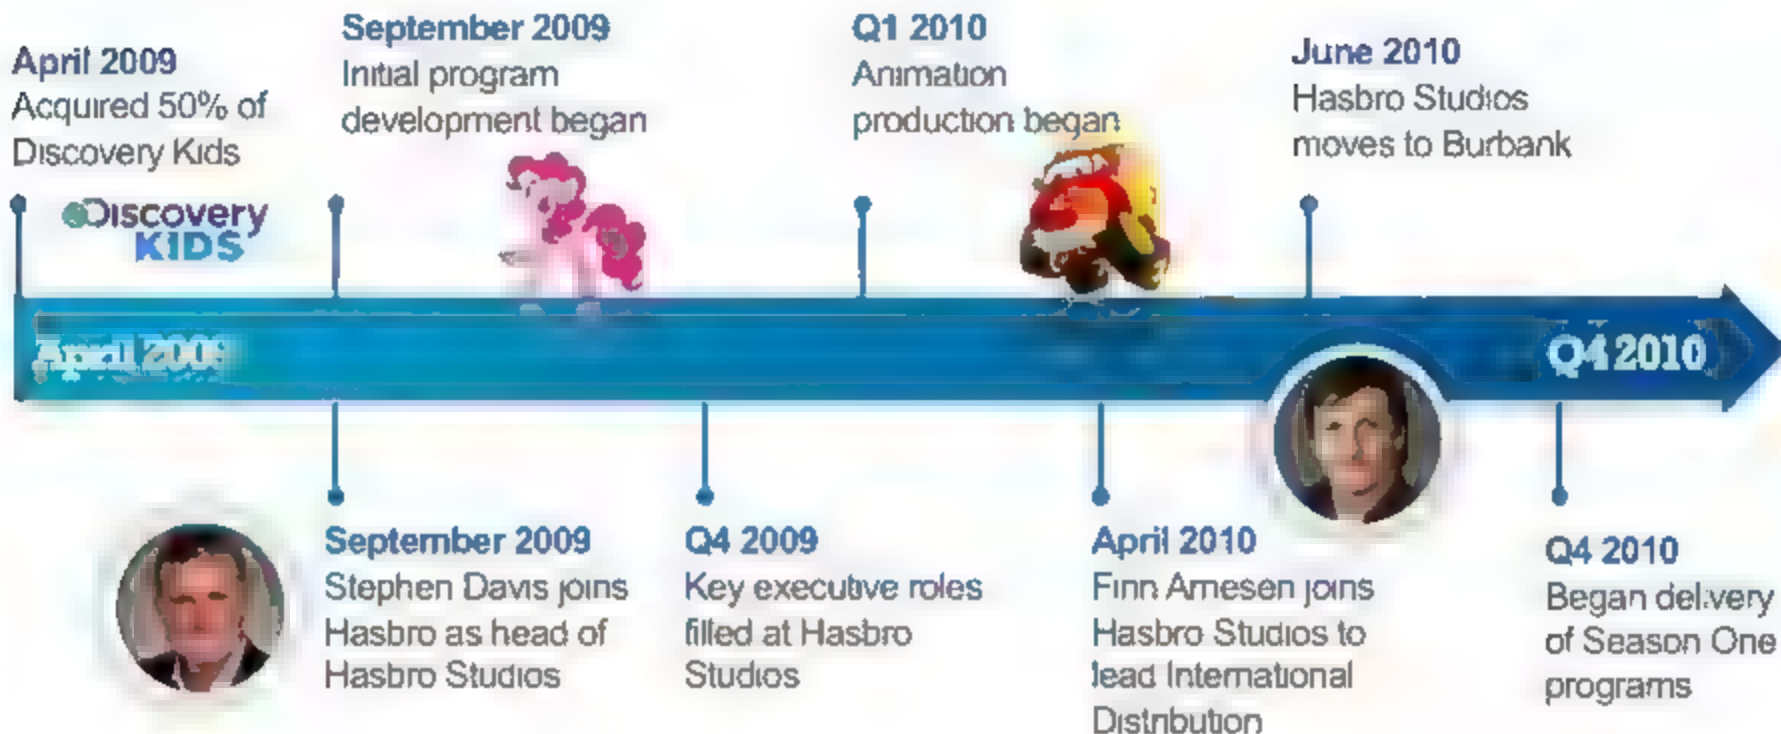 April 2009
Acquired 50% of
Discovery Kids
Discovery
KIDS
September 2009
Initial program
development began
Q1 2010
Animation
production began
June 2010
Hasbro Studios
moves to Burbank
April 2009
Q4 2010
September 2009
Stephen Davis joins
Hasbro as head of
Hasbro Studios
Q4 2009
Key executive roles
filled at Hasbro
Studios
April 2010
Finn Arnesen joins
Hasbro Studios to
lead International
Distribution
Q4 2010
Began delivery
of Season One
programs